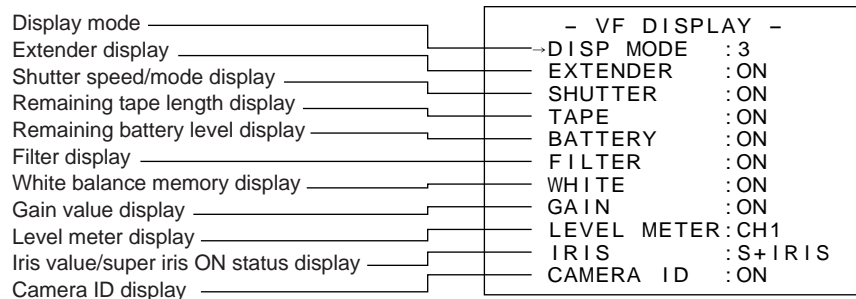 Display mode
Extender display
Shutter speed/mode display
Remaining tape length display
Remaining battery level display
Filter display
White balance memory display
Gain value display
Level meter display
Iris value/super iris ON status display
Camera ID display
– VF DISPLAY –
→DISP MODE :3
EXTENDER :ON
SHUTTER :ON
TAPE :ON
BATTERY :ON
FILTER :ON
WHITE :ON
GAIN :ON
LEVEL METER:CH1
IRIS :S+IRIS
CAMERA ID :ON